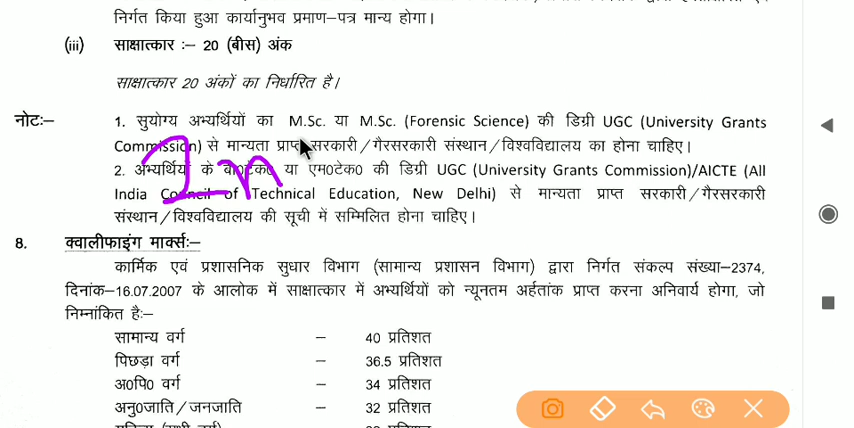 निर्गत किया हुआ कार्यानुभव प्रमाण–पत्र मान्य होगा।
(iii) साक्षात्कार :– 20 (बीस) अंक
साक्षात्कार 20 अंकों का निर्धारित है।
नोटः– 1. सुयोग्य अभ्यर्थियों का M.Sc. या M.Sc. (Forensic Science) की डिग्री UGC (University Grants
Commission) से मान्यता प्राप्त सरकारी/गैरसरकारी संस्थान/विश्वविद्यालय का होना चाहिए।
2. अभ्यर्थियों के बी0टेक0 या एम0टेक0 की डिग्री UGC (University Grants Commission)/AICTE (All
India Council of Technical Education, New Delhi) से मान्यता प्राप्त सरकारी/गैरसरकारी
संस्थान/विश्वविद्यालय की सूची में सम्मिलित होना चाहिए।
8. क्वालीफाइंग मार्क्सः–
कार्मिक एवं प्रशासनिक सुधार विभाग (सामान्य प्रशासन विभाग) द्वारा निर्गत संकल्प संख्या–2374,
दिनांक–16.07.2007 के आलोक में साक्षात्कार में अभ्यर्थियों को न्यूनतम अर्हतांक प्राप्त करना अनिवार्य होगा, जो
निम्नांकित हैः–
सामान्य वर्ग – 40 प्रतिशत
पिछड़ा वर्ग – 36.5 प्रतिशत
अ0पि0 वर्ग – 34 प्रतिशत
अनु0जाति/जनजाति – 32 प्रतिशत